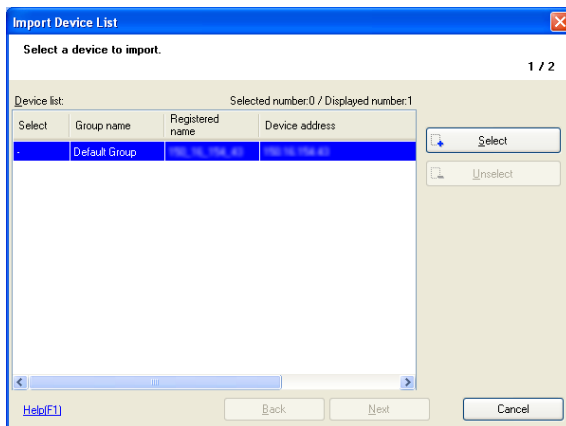 Import Device List
Select a device to import.
1 / 2
Device list: Selected number:0 / Displayed number:1
Select Group name Registered name Device address
- Default Group
Select
Unselect
Help(F1) Back Next Cancel